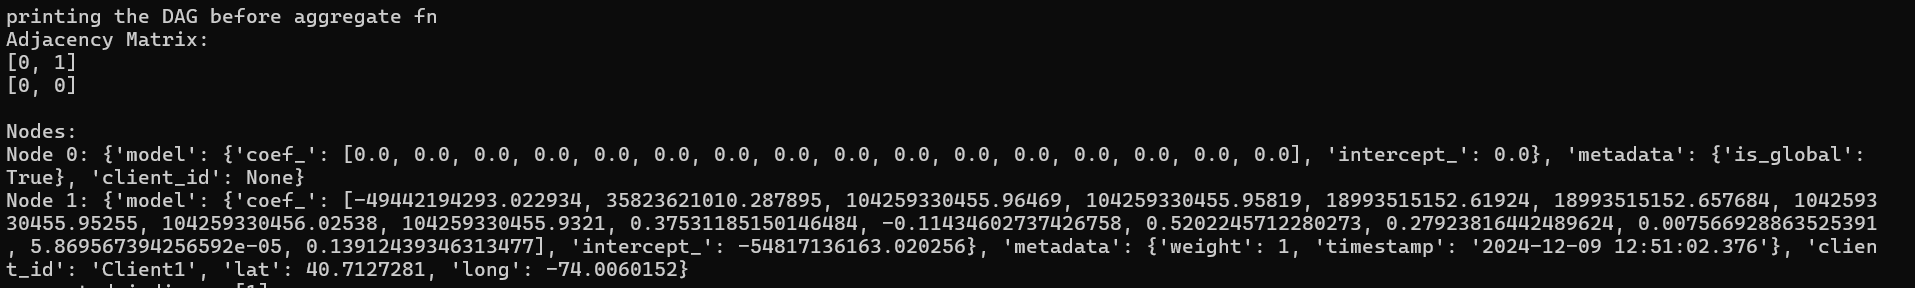 printing the DAG before aggregate fn
Adjacency Matrix:
[0, 1]
[0, 0]
Nodes:
Node 0: {'model': {'coef_': [0.0, 0.0, 0.0, 0.0, 0.0, 0.0, 0.0, 0.0, 0.0, 0.0, 0.0, 0.0, 0.0, 0.0, 0.0, 0.0], 'intercept_': 0.0}, 'metadata': {'is_global':
True}, 'client_id': None}
Node 1: {'model': {'coef_': [-49442194293.022934, 35823621010.287895, 104259330455.96469, 104259330455.95819, 18993515152.61924, 18993515152.657684, 1042593
30455.95255, 104259330456.02538, 104259330455.9321, 0.37531185150146484, -0.11434602737426758, 0.5202245712280273, 0.27923816442489624, 0.007566928863525391
, 5.869567394256592e-05, 0.13912439346313477], 'intercept_': -54817136163.020256}, 'metadata': {'weight': 1, 'timestamp': '2024-12-09 12:51:02.376'}, 'clien
t_id': 'Client1', 'lat': 40.7127281, 'long': -74.0060152}